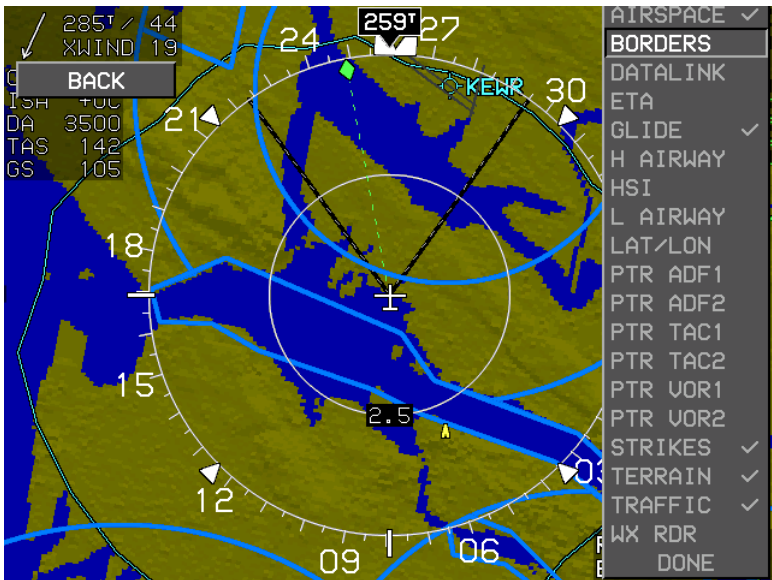 285T / 44
XWIND 19
BACK
ISA +0C
DA 3500
TAS 142
GS 105
24
259T
27
KEWR
30
21
18
15
2.5
12
09
06
03
AIRSPACE ✓
BORDERS
DATALINK
ETA
GLIDE ✓
H AIRWAY
HSI
L AIRWAY
LAT/LON
PTR ADF1
PTR ADF2
PTR TAC1
PTR TAC2
PTR VOR1
PTR VOR2
STRIKES ✓
TERRAIN ✓
TRAFFIC ✓
WX RDR
DONE